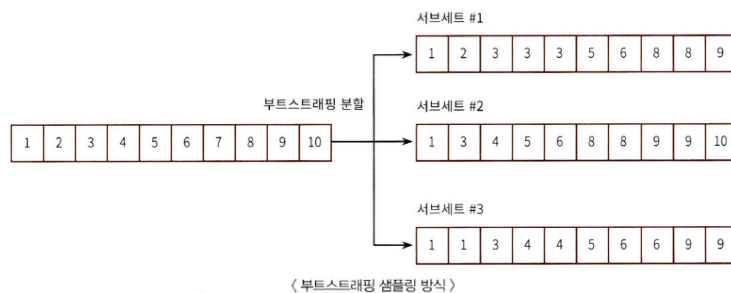 서브세트 #1
1 2 3 3 3 5 6 8 8 9
부트스트래핑 분할
서브세트 #2
1 2 3 4 5 6 7 8 9 10
1 3 4 5 6 8 8 9 9 10
서브세트 #3
1 1 3 4 4 5 6 6 9 9
〈 부트스트래핑 샘플링 방식 〉